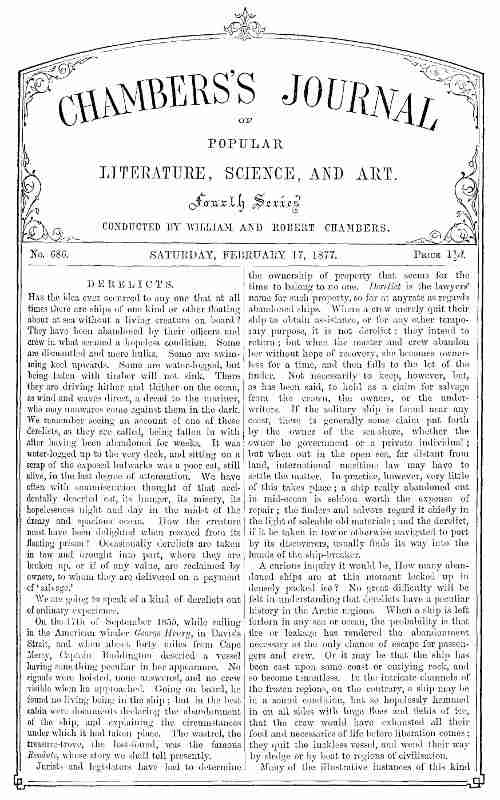 CHAMBERS'S JOURNAL
OF
POPULAR
LITERATURE, SCIENCE, AND ART.
Fourth Series
CONDUCTED BY WILLIAM AND ROBERT CHAMBERS.
No. 686.
SATURDAY, FEBRUARY 17, 1877.
PRICE 1½d.
DERELICTS.
Has the idea ever occurred to any one that at all
times there are ships of one kind or other floating
about at sea without a living creature on board?
They have been abandoned by their officers and
crew in what seemed a hopeless condition. Some
are dismantled and mere hulks. Some are swim-
ming keel upwards. Some are water-logged, but
being laden with timber will not sink. There
they are driving hither and thither on the ocean,
as wind and waves direct, a dread to the mariner,
who may unawares come against them in the dark.
We remember seeing an account of one of these
derelicts, as they are called, being fallen in with
after having been abandoned for weeks. It was
water-logged up to the very deck, and sitting on a
scrap of the exposed bulwarks was a poor cat, still
alive, in the last degree of attenuation. We have
often with commiseration thought of that acci-
dentally deserted cat, its hunger, its misery, its
hopelessness night and day in the midst of the
crazy and spacious ocean. How the creature
must have been delighted when rescued from its
floating prison! Occasionally derelicts are taken
in tow and brought into port, where they are
broken up, or if of any value, are reclaimed by
owners, to whom they are delivered on a payment
of 'salvage.'
We are going to speak of a kind of derelicts out
of ordinary experience.
On the 17th of September 1855, while sailing
in the American whaler George Henry, in Davis's
Strait, and when about forty miles from Cape
Mercy, Captain Buddington descried a vessel
having something peculiar in her appearance. No
signals were hoisted, none answered, and no crew
visible when he approached. Going on board, he
found no living being in the ship; but in the best
cabin were documents declaring the abandonment
of the ship, and explaining the circumstances
under which it had taken place. The wastrel, the
treasure-trove, the lost-found, was the famous
Resolute, whose story we shall tell presently.
Jurists and legislators have had to determine
the ownership of property that seems for the
time to belong to no one. Derelict is the lawyers'
name for such property, so far at anyrate as regards
abandoned ships. Where a crew merely quit their
ship to obtain assistance, or for any other tempo-
rary purpose, it is not derelict; they intend to
return; but when the master and crew abandon
her without hope of recovery, she becomes owner-
less for a time, and then falls to the lot of the
finder. Not necessarily to keep, however, but,
as has been said, to hold as a claim for salvage
from the crown, the owners, or the under-
writers. If the solitary ship is found near any
coast, there is generally some claim put forth
by the owner of the sea-shore, whether the
owner be government or a private individual;
but when out in the open sea, far distant from
land, international maritime law may have to
settle the matter. In practice, however, very little
of this takes place; a ship really abandoned out
in mid-ocean is seldom worth the expense of
repair; the finders and salvors regard it chiefly in
the light of saleable old materials; and the derelict,
if it be taken in tow or otherwise navigated to port
by its discoverers, usually finds its way into the
hands of the ship-breaker.
A curious inquiry it would be, How many aban-
doned ships are at this moment locked up in
densely packed ice? No great difficulty will be
felt in understanding that derelicts have a peculiar
history in the Arctic regions. When a ship is left
forlorn in any sea or ocean, the probability is that
fire or leakage has rendered the abandonment
necessary as the only chance of escape for passen-
gers and crew. Or it may be that the ship has
been cast upon some coast or outlying rock, and
so become tenantless. In the intricate channels of
the frozen regions, on the contrary, a ship may be
in a sound condition, but so hopelessly hemmed
in on all sides with huge floes and fields of ice,
that the crew would have exhausted all their
food and necessaries of life before liberation comes;
they quit the luckless vessel, and wend their way
by sledge or by boat to regions of civilisation.
Many of the illustrative instances of this kind